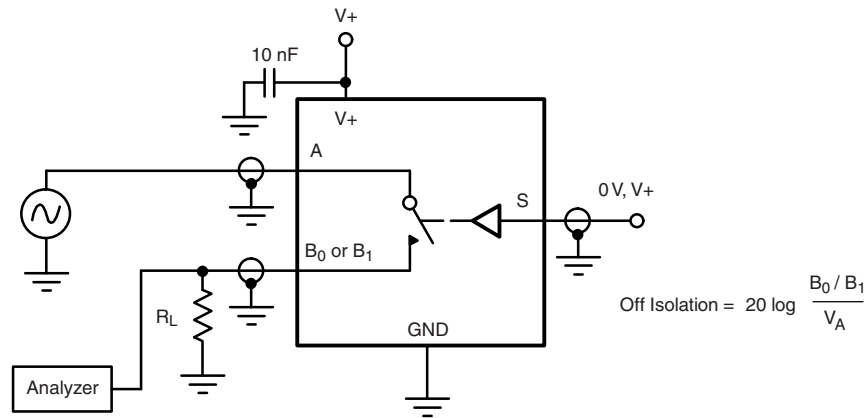 V+
10 nF
V+
A
0 V, V+
S
B0 or B1
Off Isolation = 20 log B0 / B1
VA
RL
GND
Analyzer